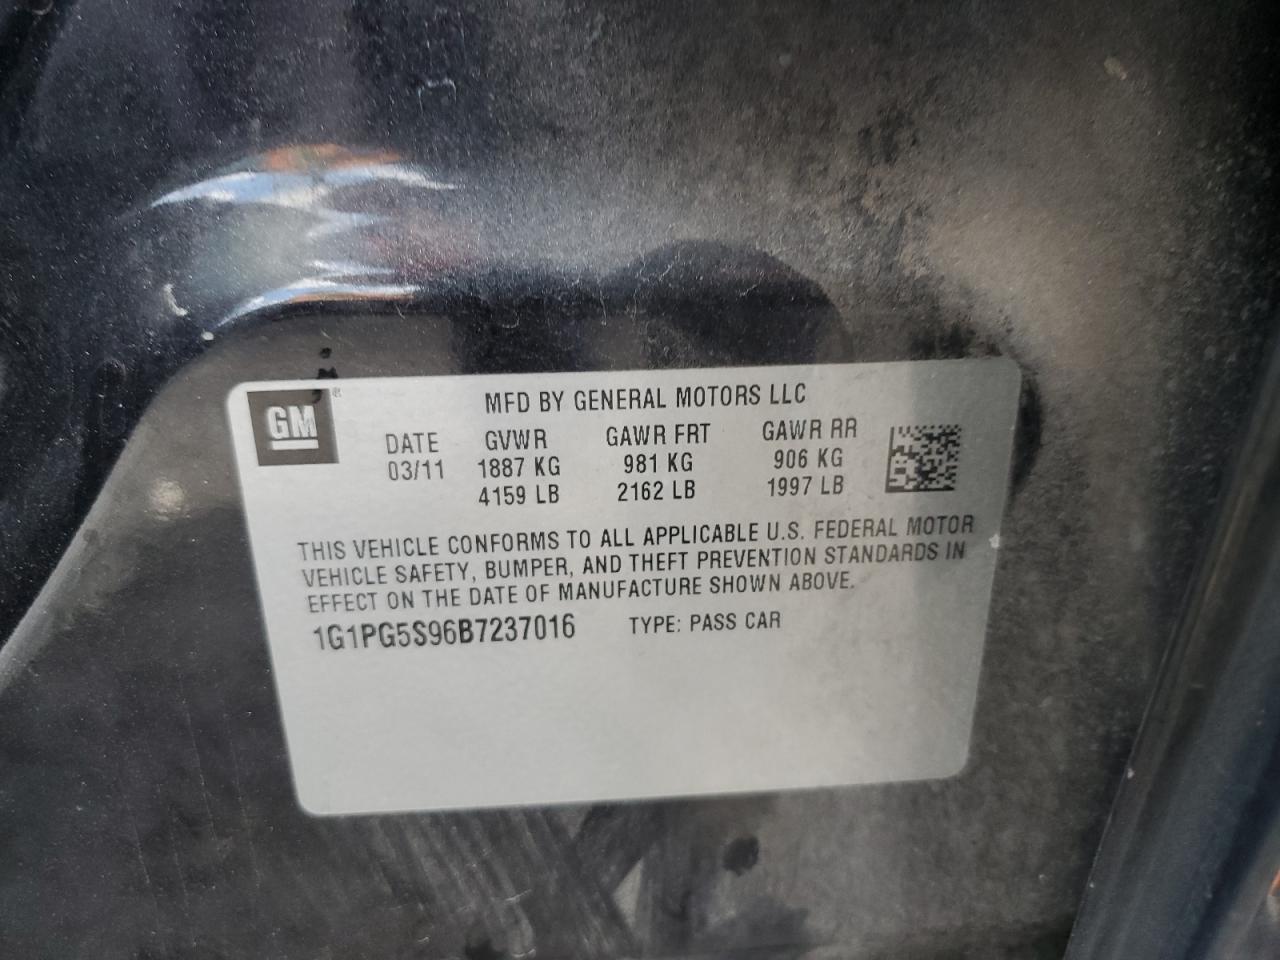 GM ®
MFD BY GENERAL MOTORS LLC
DATE GVWR GAWR FRT GAWR RR
03/11 1887 KG 981 KG 906 KG
4159 LB 2162 LB 1997 LB
THIS VEHICLE CONFORMS TO ALL APPLICABLE U.S. FEDERAL MOTOR
VEHICLE SAFETY, BUMPER, AND THEFT PREVENTION STANDARDS IN
EFFECT ON THE DATE OF MANUFACTURE SHOWN ABOVE.
1G1PG5S96B7237016 TYPE: PASS CAR